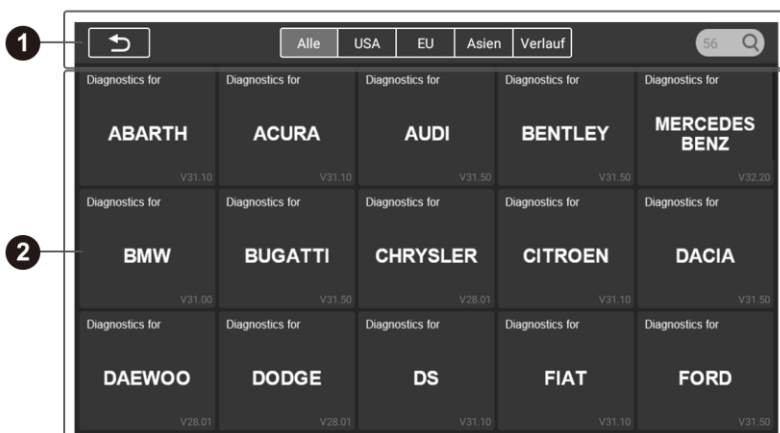 1
Alle USA EU Asien Verlauf 56
2
Diagnostics for Diagnostics for Diagnostics for Diagnostics for Diagnostics for
ABARTH ACURA AUDI BENTLEY MERCEDES
BENZ
V31.10 V31.10 V31.50 V31.50 V32.20
Diagnostics for Diagnostics for Diagnostics for Diagnostics for Diagnostics for
BMW BUGATTI CHRYSLER CITROEN DACIA
V31.00 V31.50 V28.01 V31.10 V31.50
Diagnostics for Diagnostics for Diagnostics for Diagnostics for Diagnostics for
DAEWOO DODGE DS FIAT FORD
V28.01 V28.01 V31.10 V31.10 V31.50